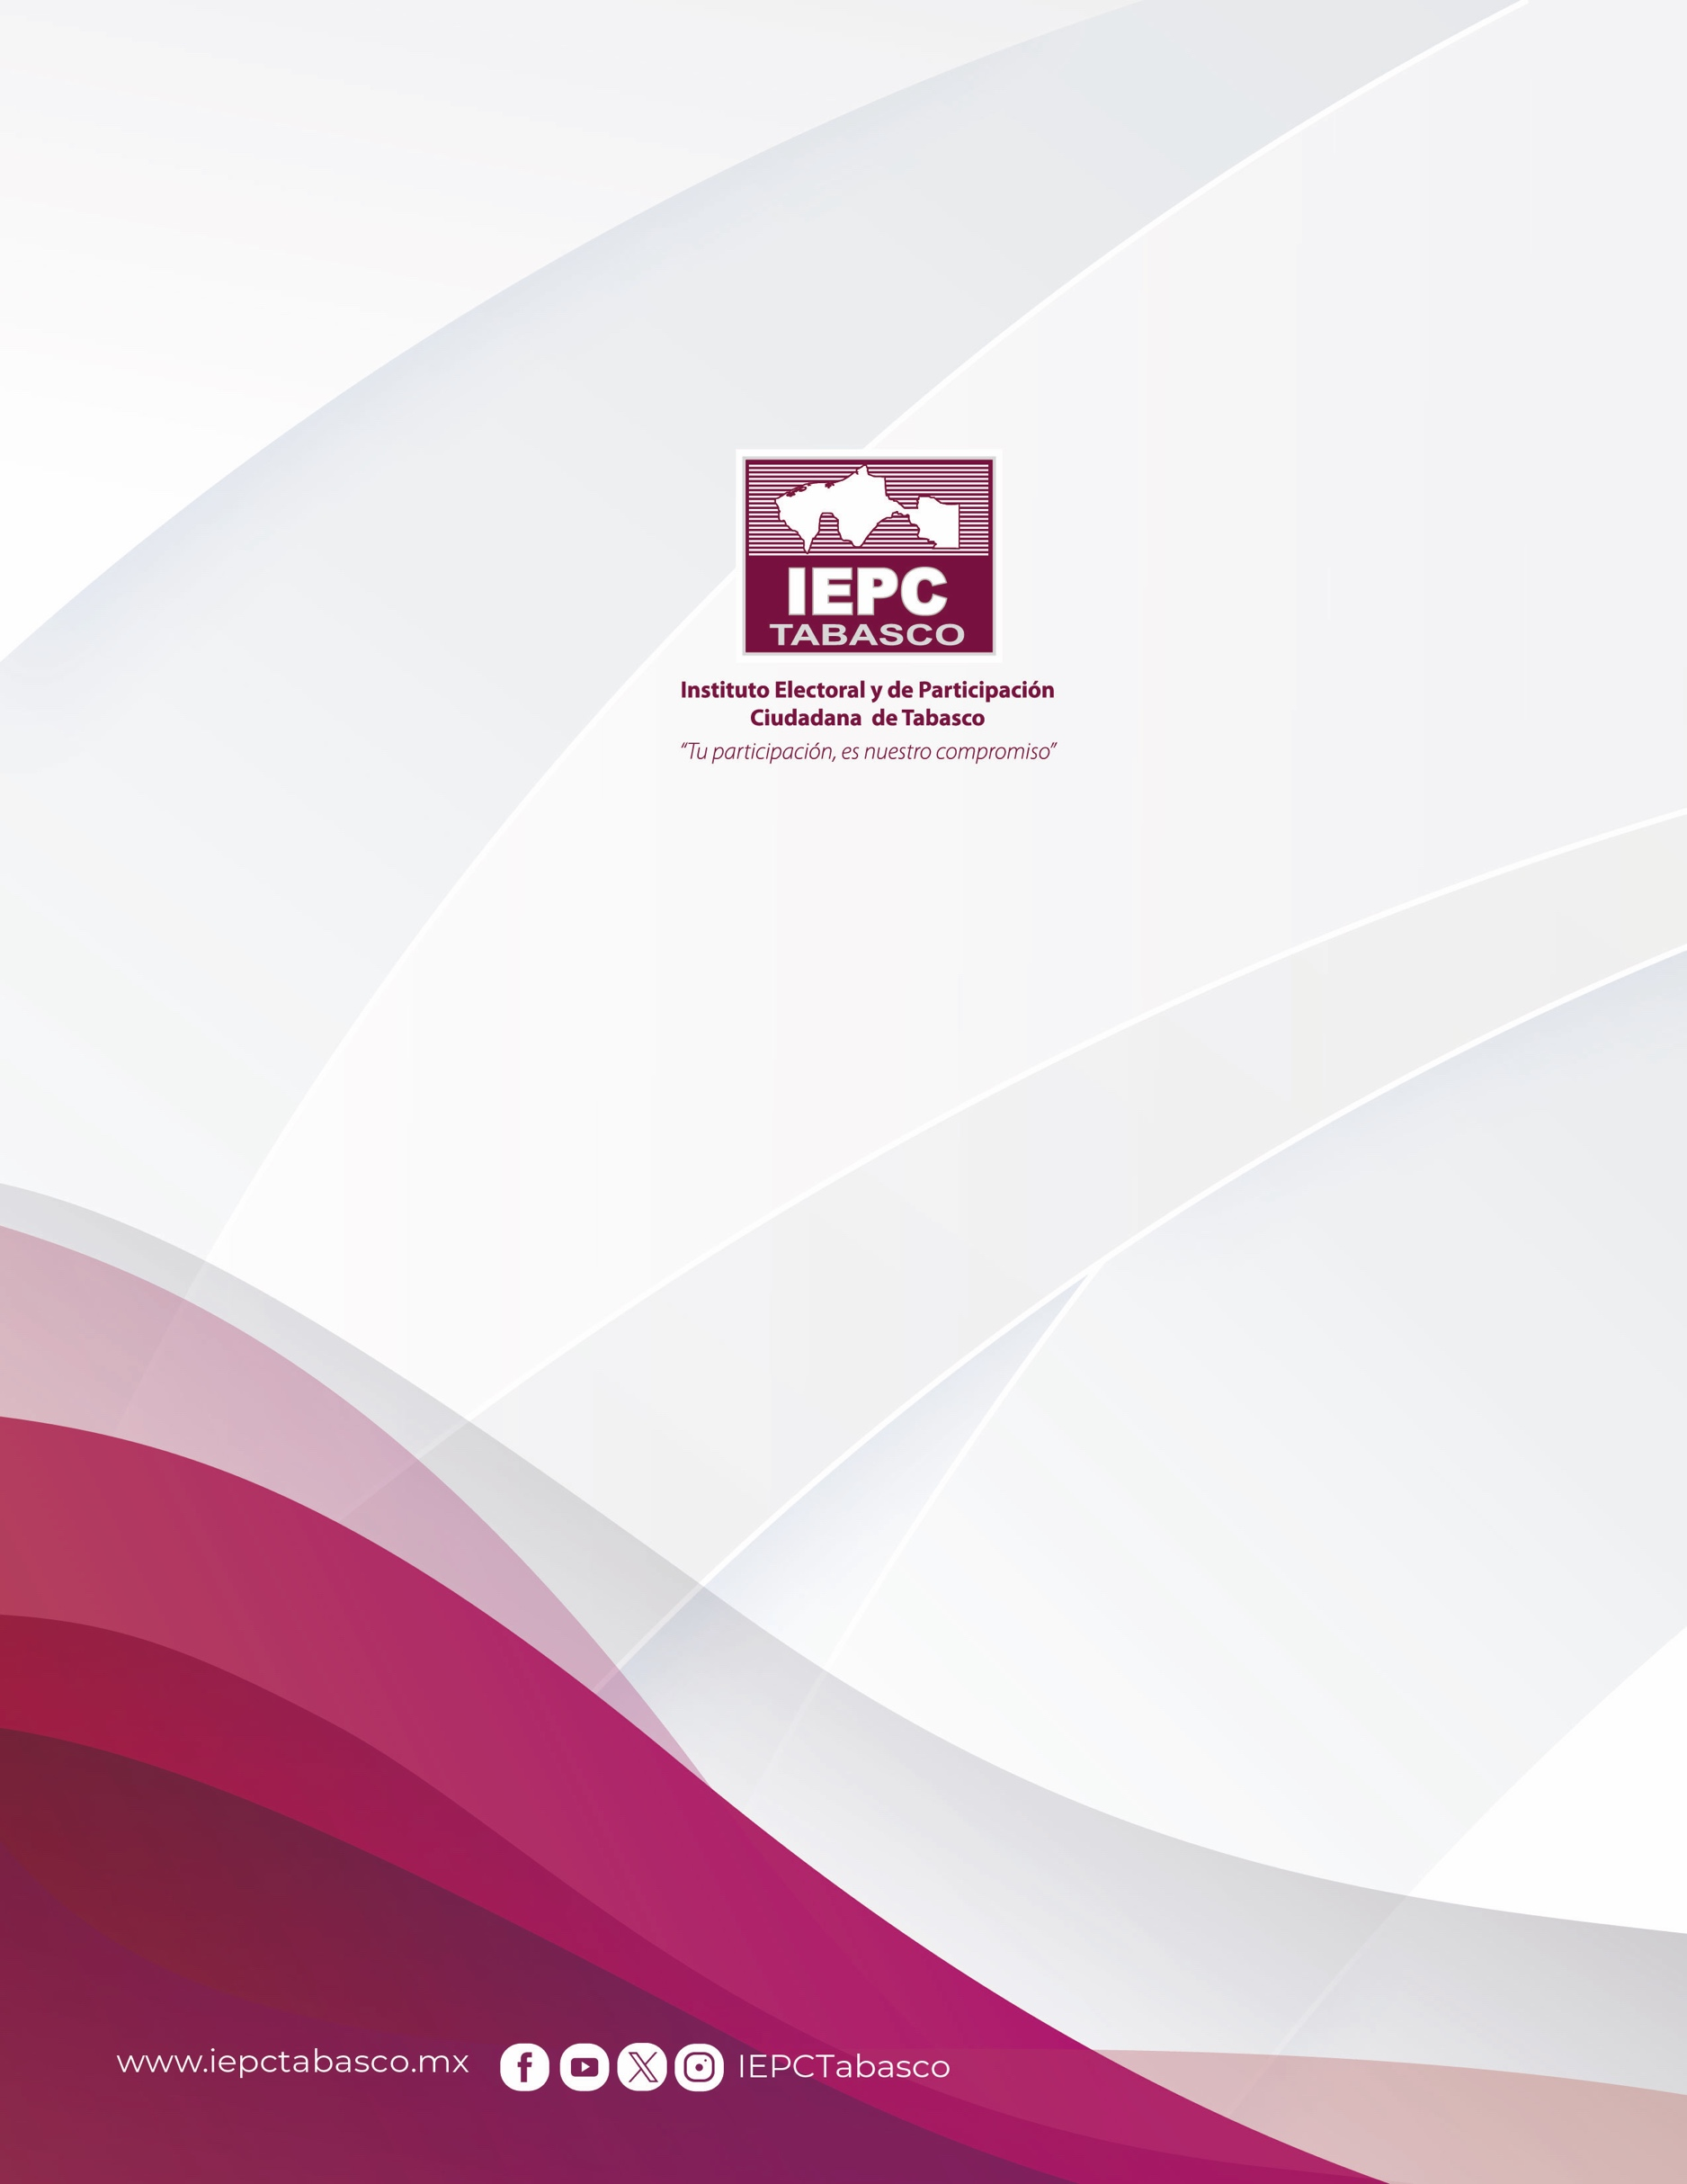 IEPC
TABASCO
Instituto Electoral y de Participación
Ciudadana de Tabasco
“Tu participación, es nuestro compromiso”
www.iepctabasco.mx IEPCTabasco